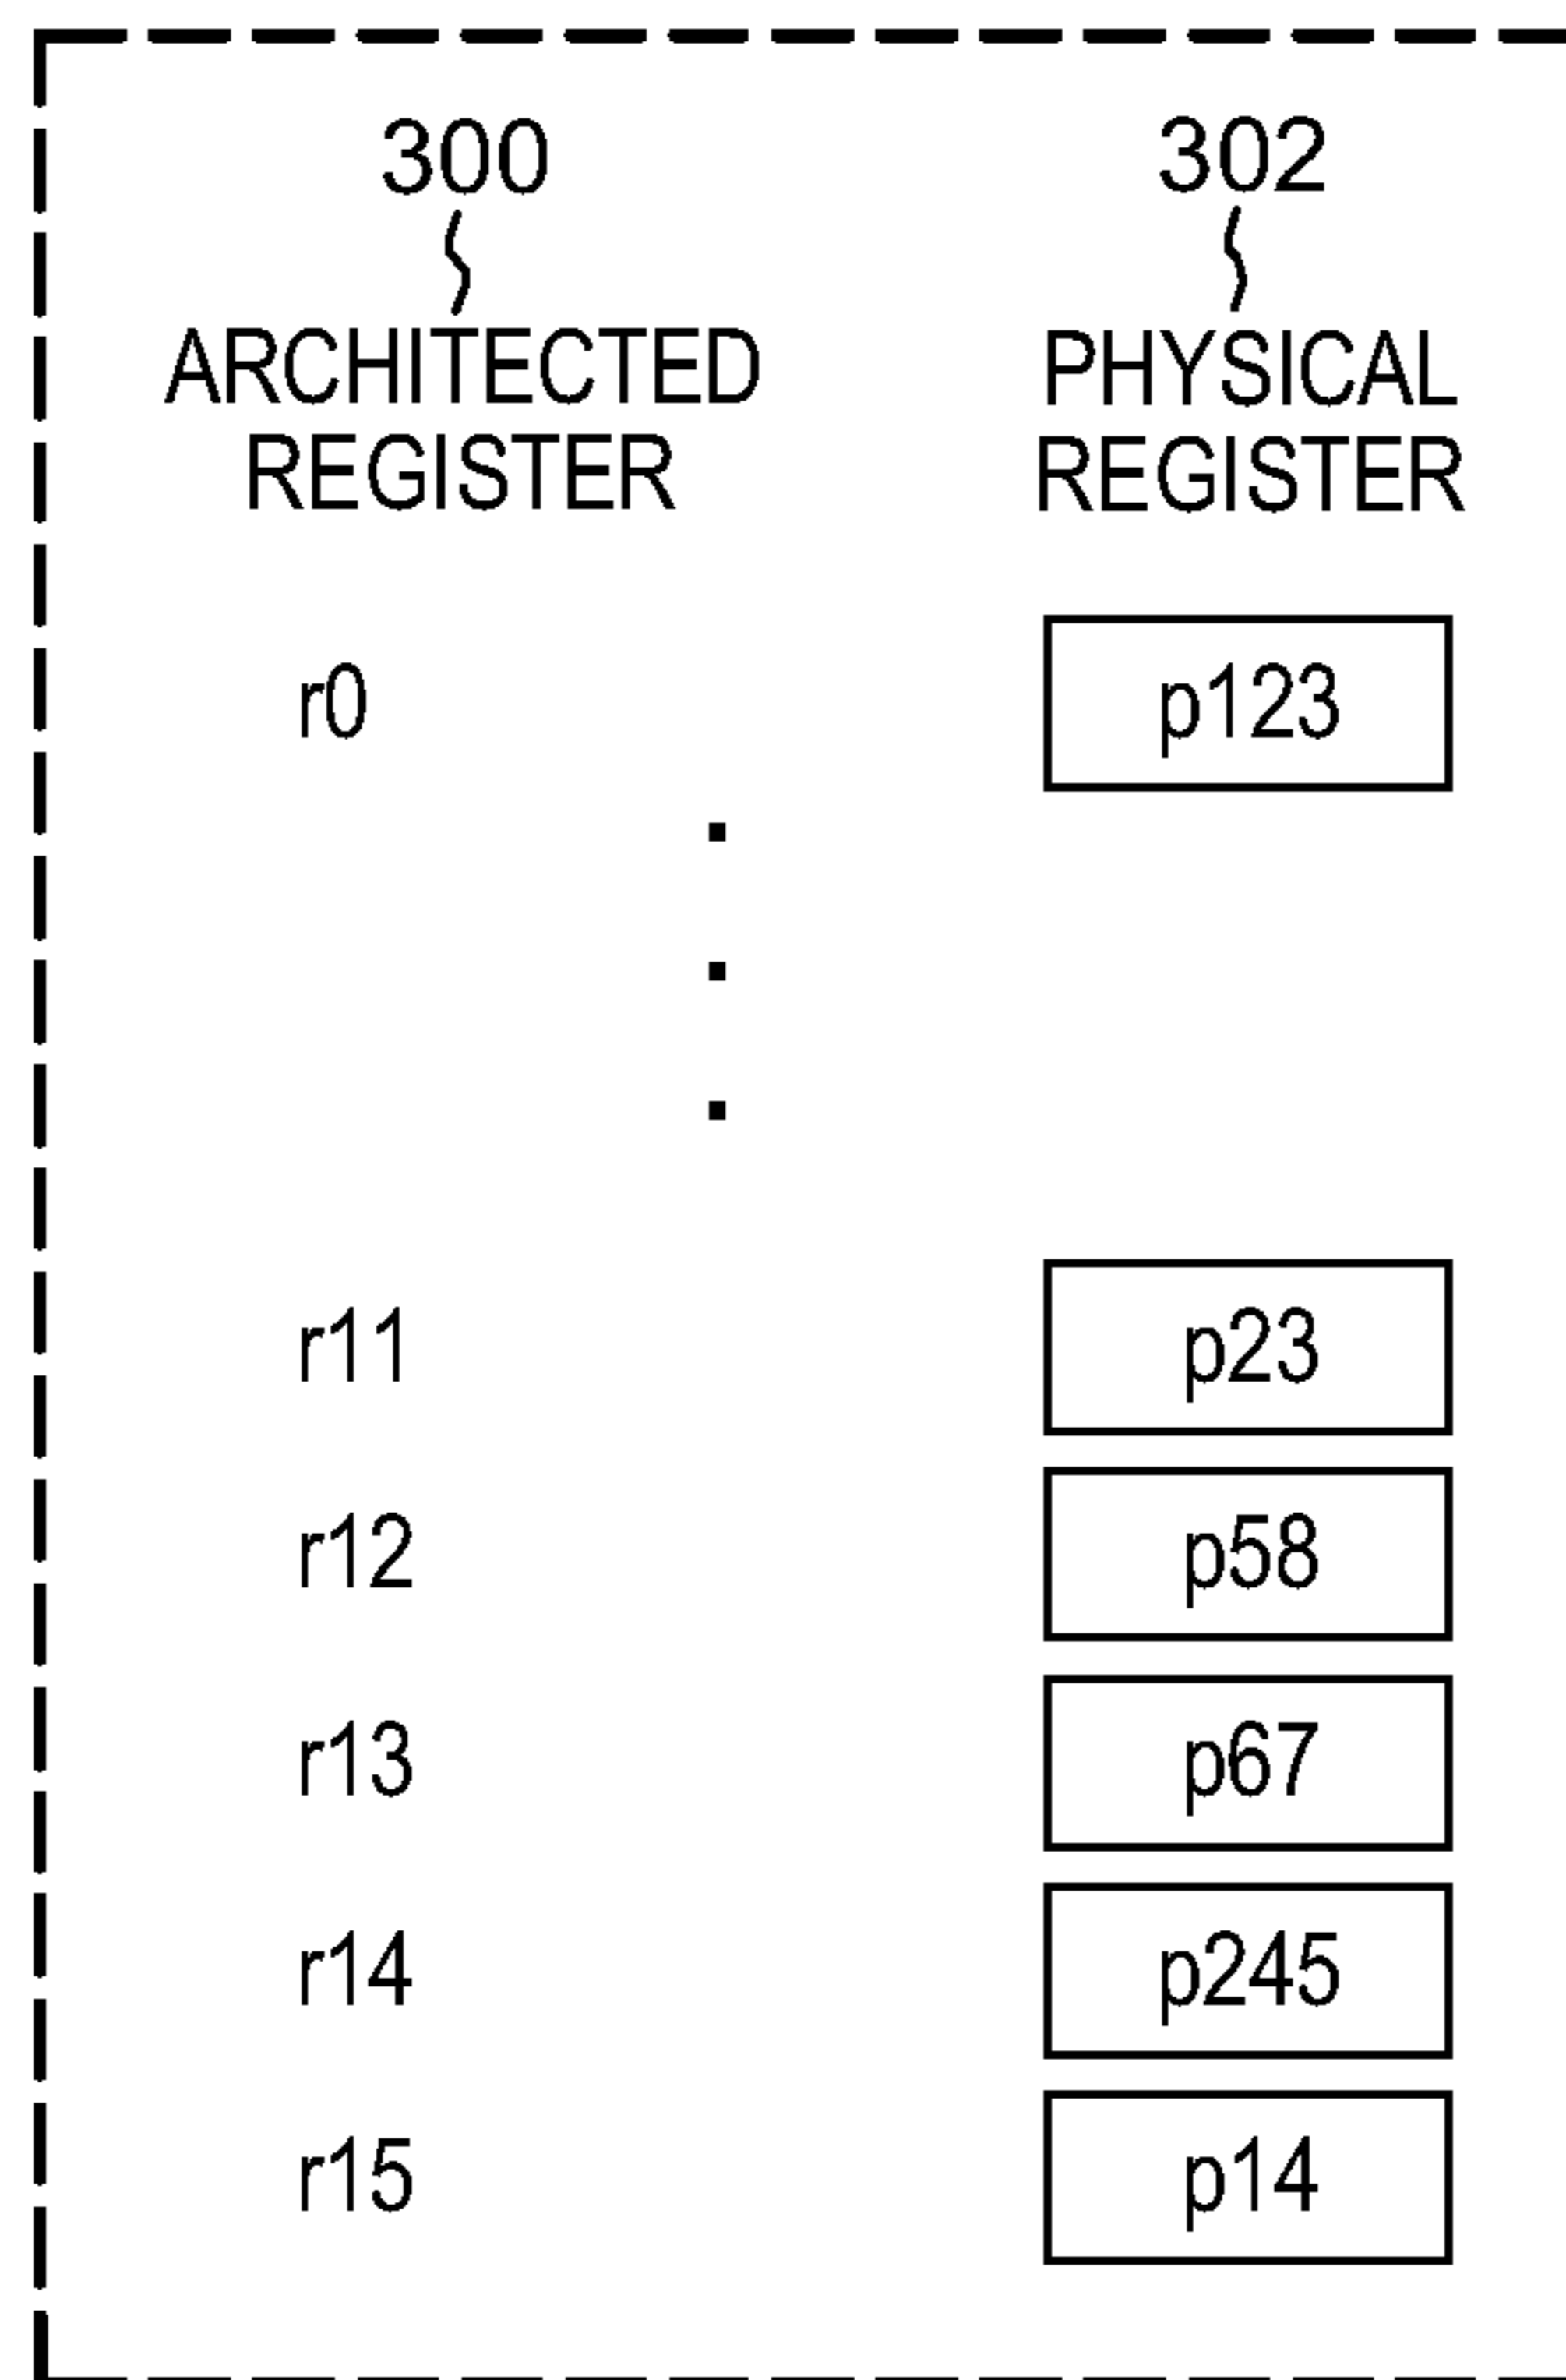 300 302
ARCHITECTED PHYSICAL
REGISTER REGISTER
r0 p123
.
.
.
r11 p23
r12 p58
r13 p67
r14 p245
r15 p14